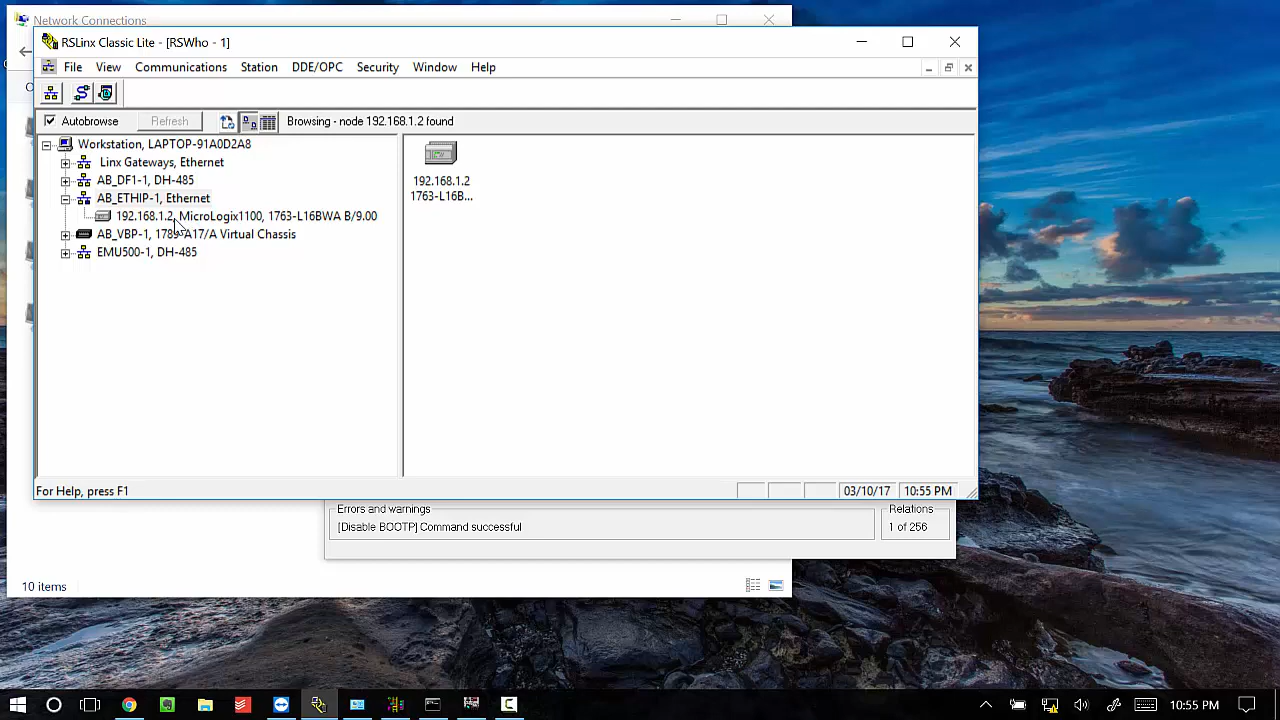 Network Connections
RSLinx Classic Lite - [RSWho - 1]
File View Communications Station DDE/OPC Security Window Help
Autobrowse Refresh Browsing - node 192.168.1.2 found
Workstation, LAPTOP-91A0D2A8
Linx Gateways, Ethernet
AB_DF1-1, DH-485
AB_ETHIP-1, Ethernet
192.168.1.2, MicroLogix1100, 1763-L16BWA B/9.00
AB_VBP-1, 1789-A17/A Virtual Chassis
EMU500-1, DH-485
192.168.1.2
1763-L16B...
For Help, press F1
03/10/17 10:55 PM
Errors and warnings
[Disable BOOTP] Command successful
Relations
1 of 256
10 items
10:55 PM